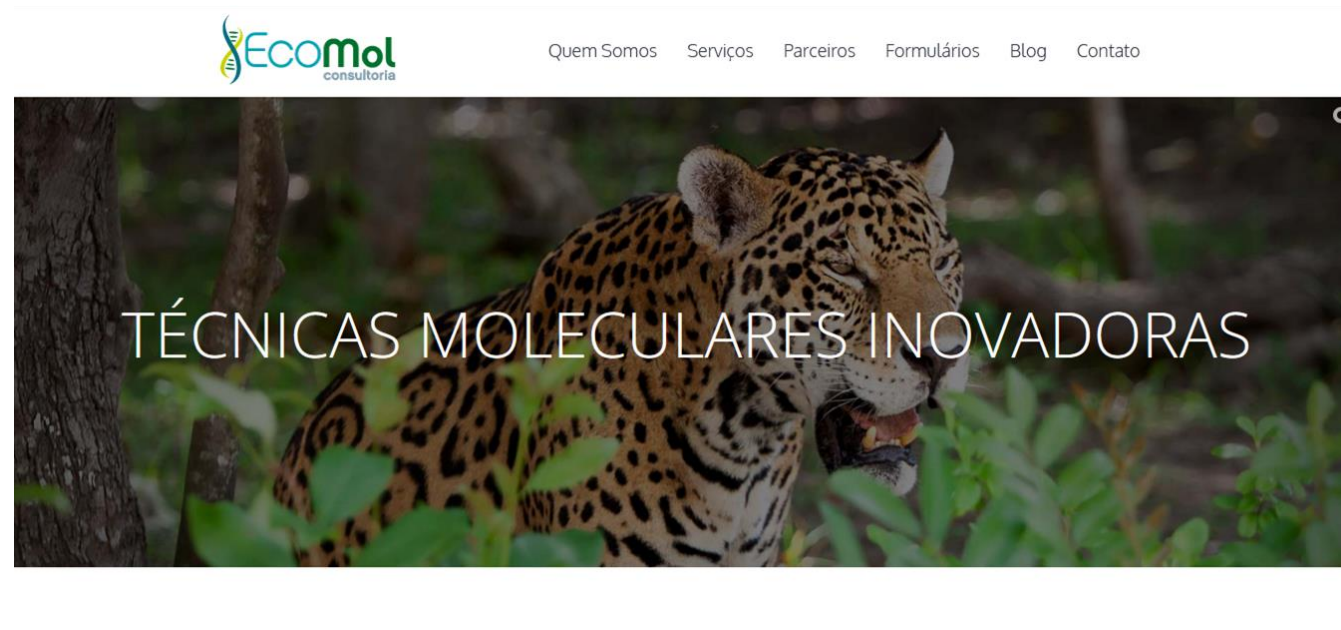 EcoMol
consultoria
Quem Somos Serviços Parceiros Formulários Blog Contato
TÉCNICAS MOLECULARES INOVADORAS